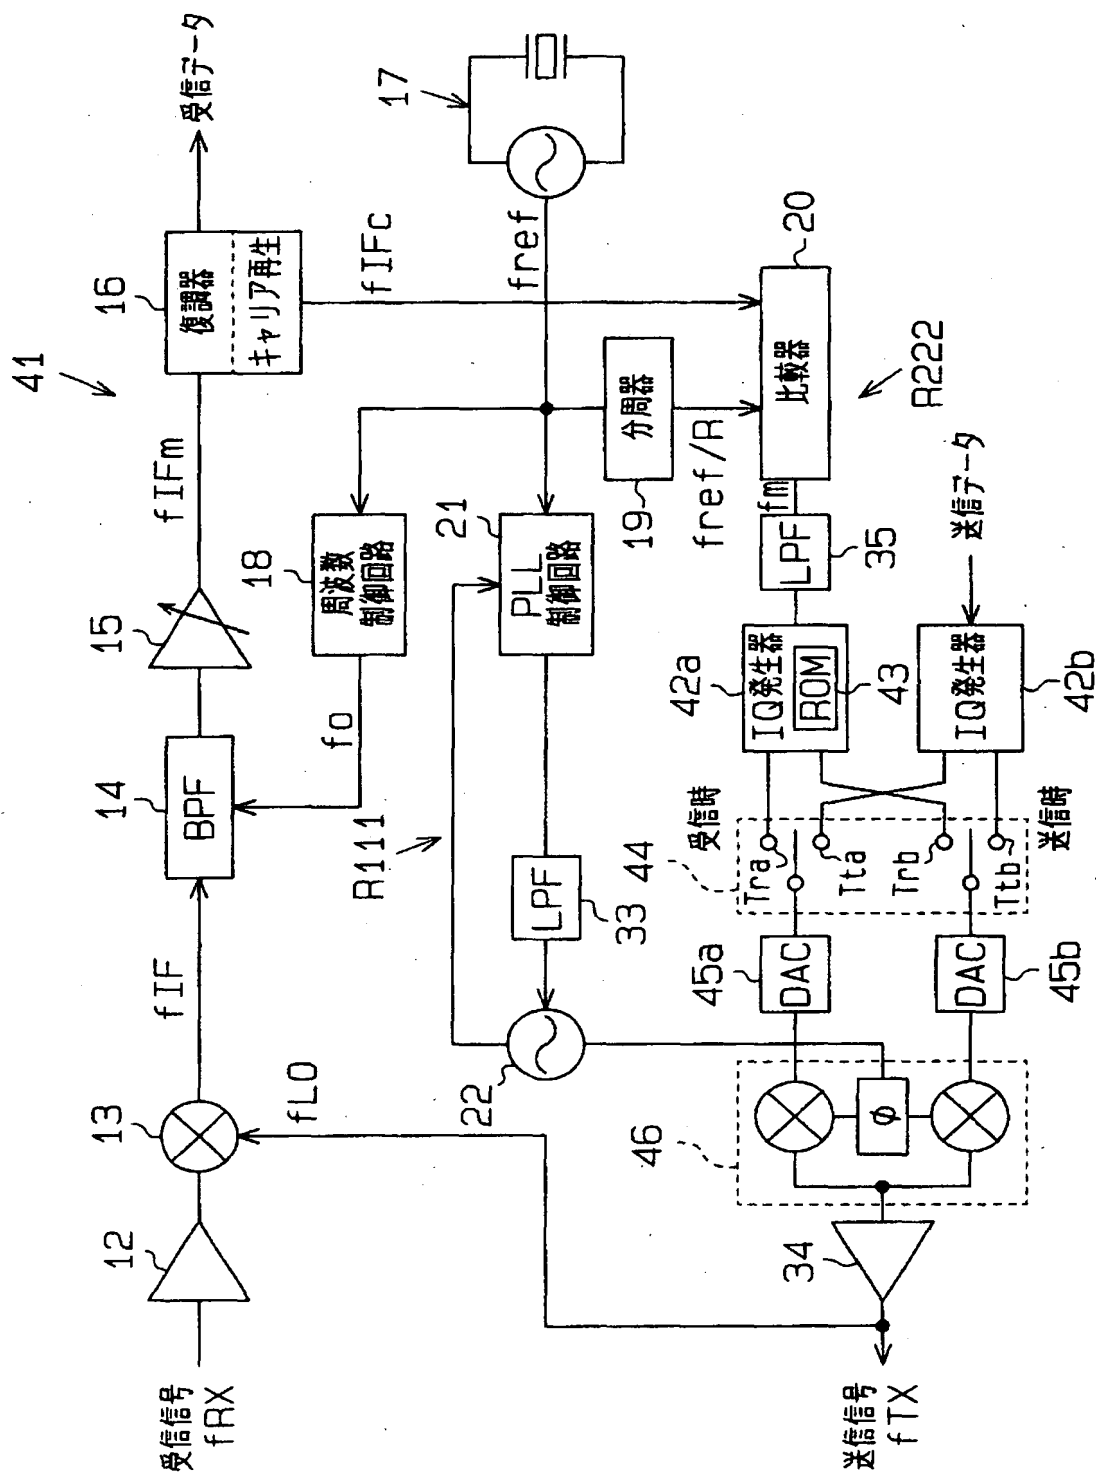 41
受信信号
fRX
12
13
fIF
fLO
14
BPF
15
fIFm
16
復調器
キャリア再生
受信データ
fIFc
17
fref
18
周波数
制御回路
fo
R111
21
PLL
制御回路
LPF
33
22
19
分周器
fref/R
20
比較器
R222
fm
LPF
35
42a
IQ発生器
ROM
43
送信データ
IQ発生器
42b
受信時
送信時
44
Tra
Tta
Trb
Ttb
45a
DAC
DAC
45b
46
φ
34
送信信号
fTX